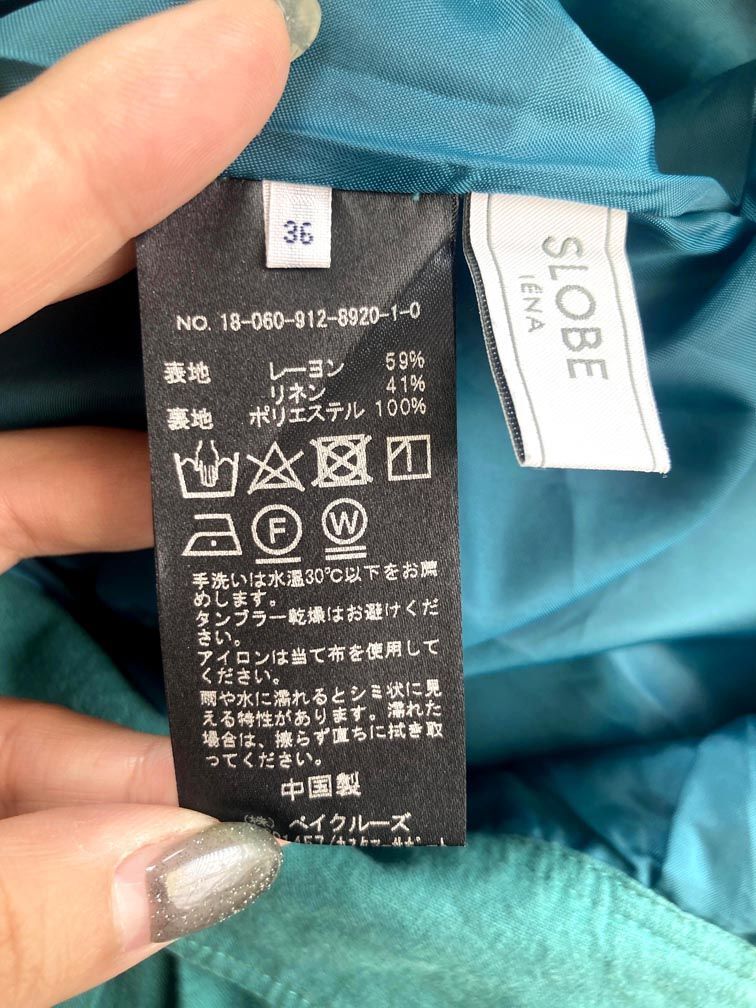 36
SLOBE
IÉNA
NO. 18-060-912-8920-1-0
表地 レーヨン 59%
リネン 41%
裏地 ポリエステル 100%
F
W
手洗いは水温30℃以下をお薦
めします。
タンブラー乾燥はお避けくだ
さい。
アイロンは当て布を使用して
ください。
雨や水に濡れるとシミ状に見
える特性があります。濡れた
場合は、擦らず直ちに拭き取
ってください。
中国製
(株) ベイクルーズ